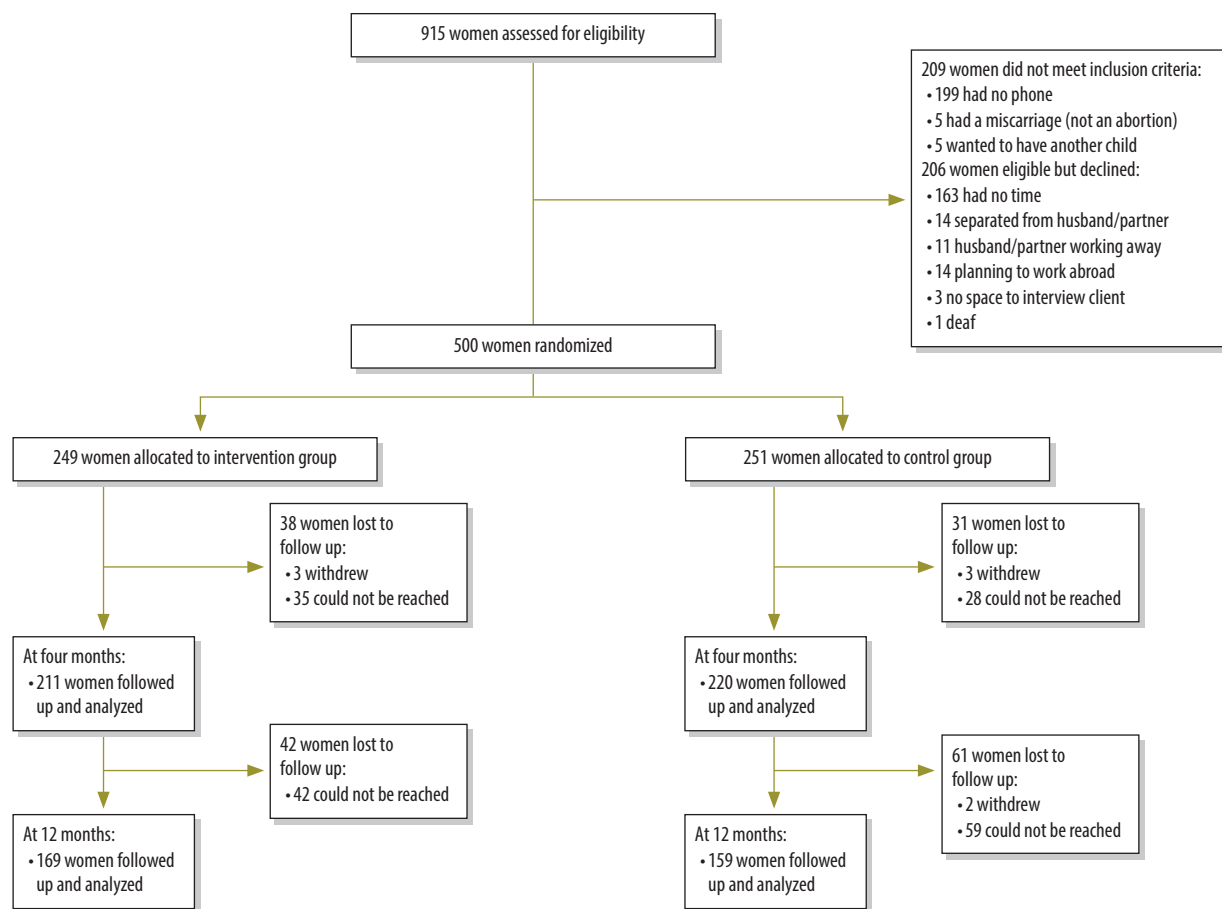 915 women assessed for eligibility
209 women did not meet inclusion criteria:
• 199 had no phone
• 5 had a miscarriage (not an abortion)
• 5 wanted to have another child
206 women eligible but declined:
• 163 had no time
• 14 separated from husband/partner
• 11 husband/partner working away
• 14 planning to work abroad
• 3 no space to interview client
• 1 deaf
500 women randomized
249 women allocated to intervention group
251 women allocated to control group
38 women lost to
follow up:
• 3 withdrew
• 35 could not be reached
31 women lost to
follow up:
• 3 withdrew
• 28 could not be reached
At four months:
• 211 women followed
up and analyzed
At four months:
• 220 women followed
up and analyzed
42 women lost to
follow up:
• 42 could not be reached
61 women lost to
follow up:
• 2 withdrew
• 59 could not be reached
At 12 months:
• 169 women followed
up and analyzed
At 12 months:
• 159 women followed
up and analyzed